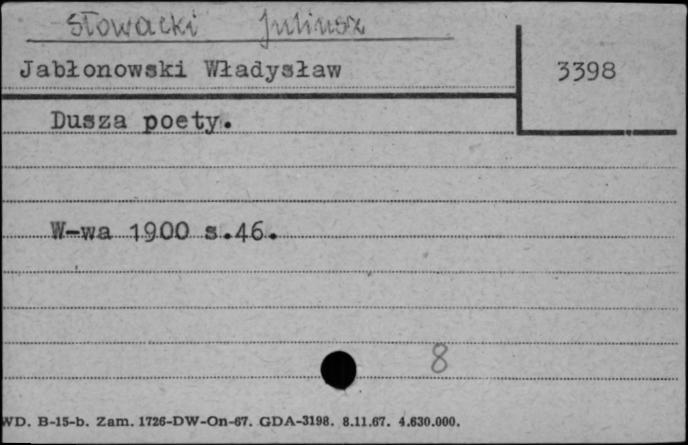 Słowacki Juliusz
Jabłonowski Władysław
3398
Dusza poety.
W-wa 1900 s.46.
8
WD. B-15-b. Zam. 1726-DW-On-67. GDA-3198. 8.11.67. 4.630.000.